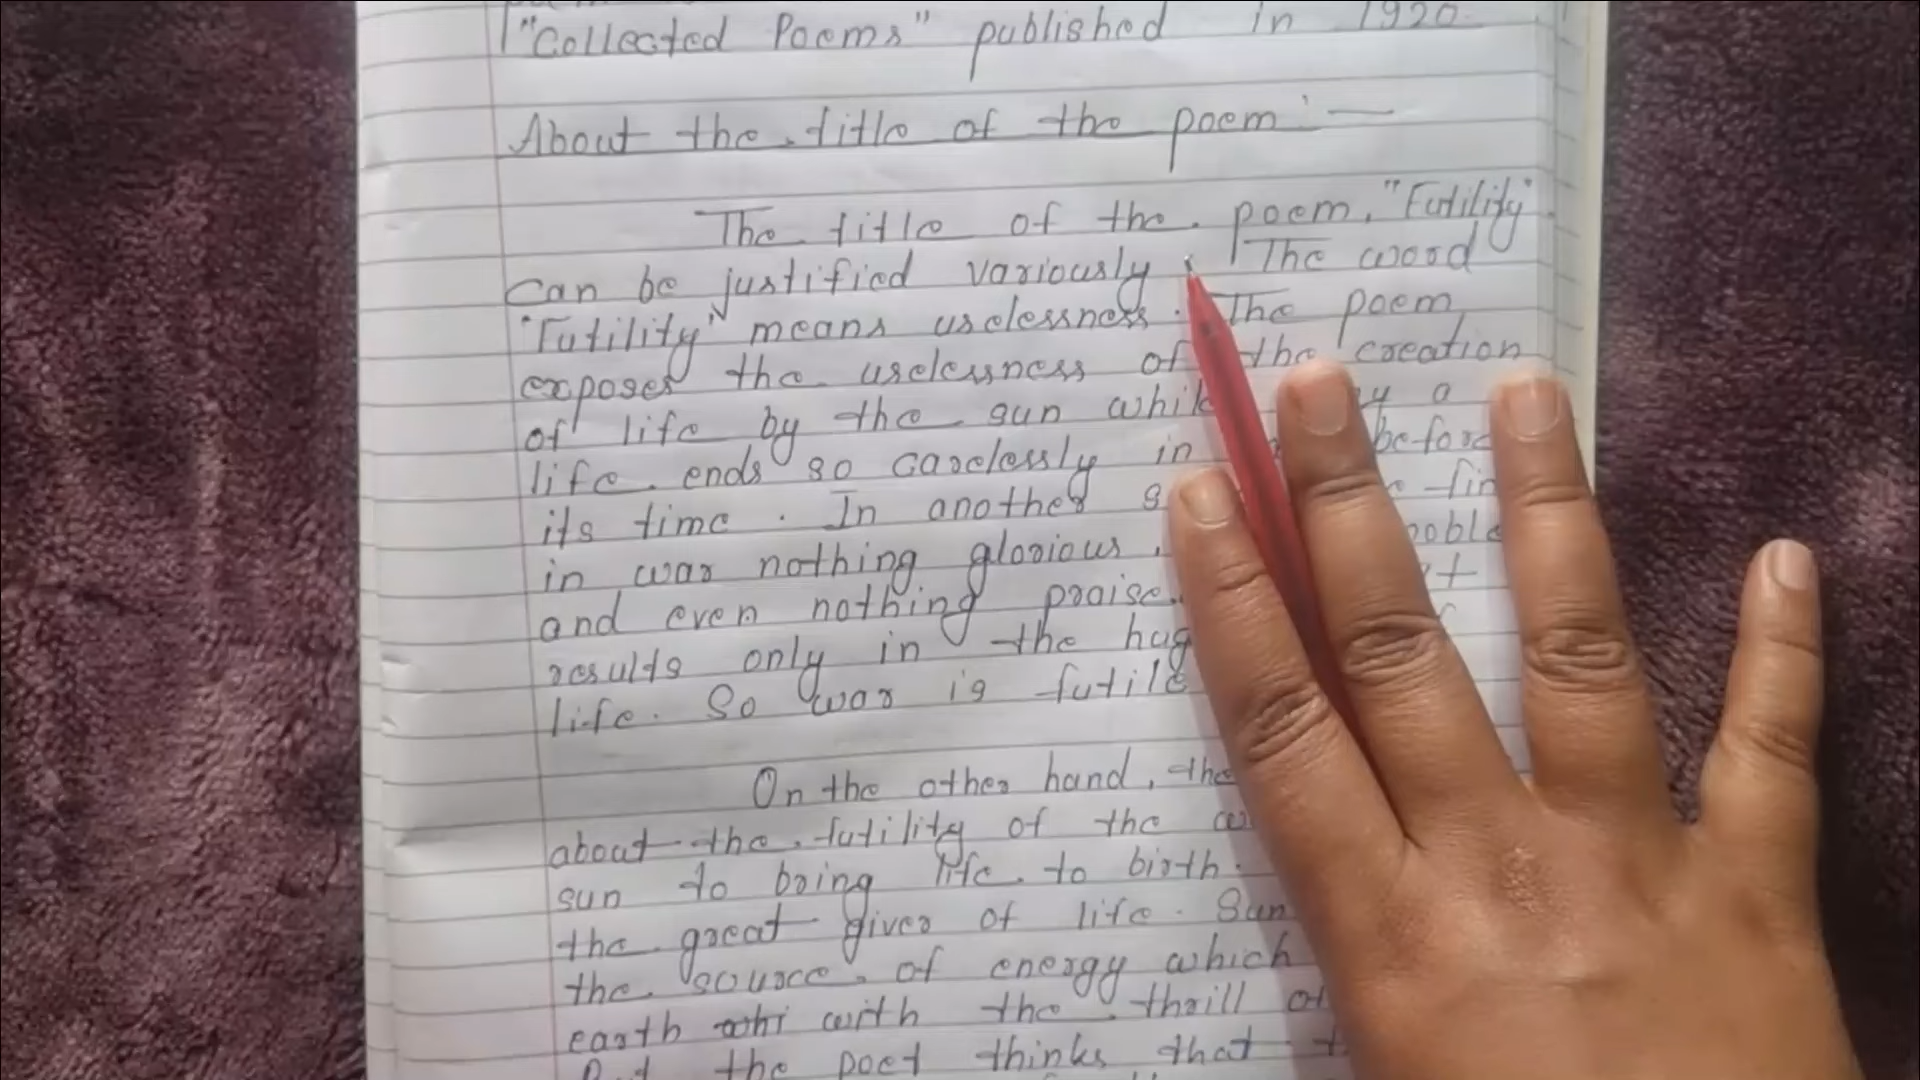 "Collected Poems" published in 1920.
About the title of the poem :—
The title of the poem, "Futility"
can be justified variously. The word
"Futility" means uselessness. The poem
exposes the uselessness of the creation
of life by the sun while a
life ends so carelessly in before
its time. In another
in war nothing glorious,
and even nothing praise
results only in the
life. So war is futile
On the other hand, the
about the futility of the
sun to bring life to birth.
the great giver of life. Sun
the source of energy which
earth whi with the thrill
the poet thinks that